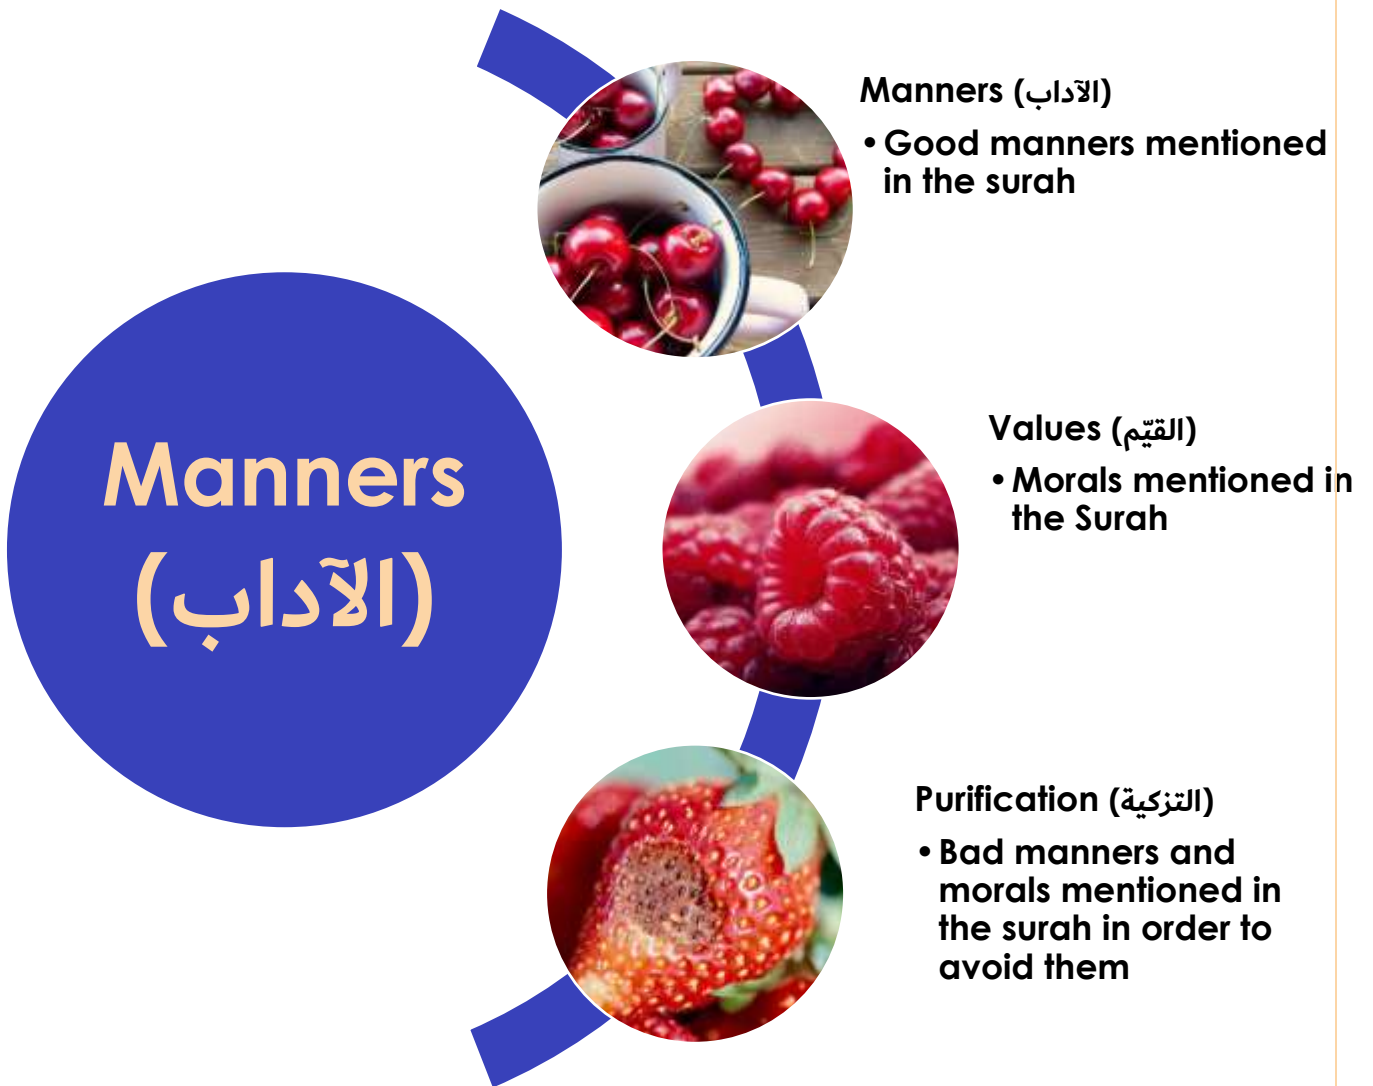 Manners
(الآداب)
Manners (الآداب)
•Good manners mentioned
in the surah
Values (القيّم)
•Morals mentioned in
the Surah
Purification (التزكية)
•Bad manners and
morals mentioned in
the surah in order to
avoid them